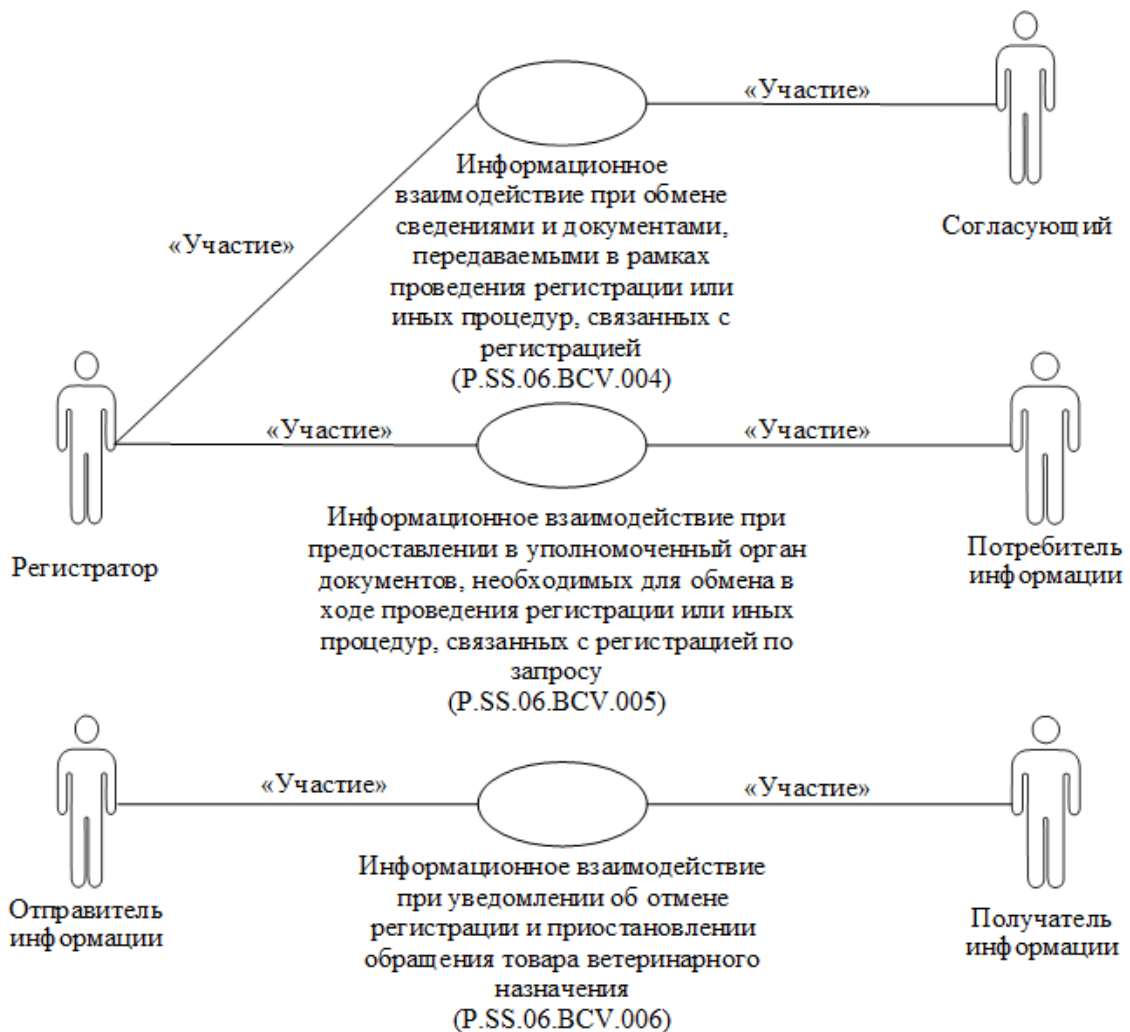 «Участие»
Информационное
взаимодействие при обмене
сведениями и документами,
передаваемыми в рамках
проведения регистрации или
иных процедур, связанных с
регистрацией
(P.SS.06.BCV.004)
Согласующий
«Участие»
«Участие»
«Участие»
Информационное взаимодействие при
предоставлении в уполномоченный орган
документов, необходимых для обмена в
ходе проведения регистрации или иных
процедур, связанных с регистрацией по
запросу
(P.SS.06.BCV.005)
Регистратор
Потребитель
информации
«Участие»
«Участие»
Информационное взаимодействие
при уведомлении об отмене
регистрации и приостановлении
обращения товара ветеринарного
назначения
(P.SS.06.BCV.006)
Отправитель
информации
Получатель
информации